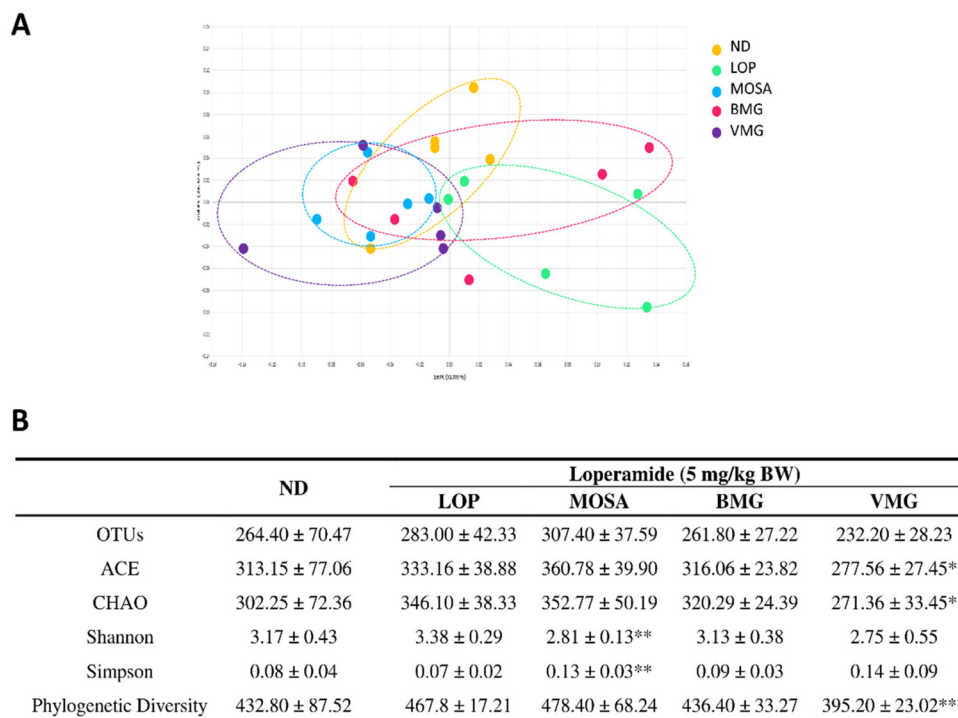 A
ND
LOP
MOSA
BMG
VMG
B
Loperamide (5 mg/kg BW)
ND LOP MOSA BMG VMG
OTUs 264.40 ± 70.47 283.00 ± 42.33 307.40 ± 37.59 261.80 ± 27.22 232.20 ± 28.23
ACE 313.15 ± 77.06 333.16 ± 38.88 360.78 ± 39.90 316.06 ± 23.82 277.56 ± 27.45*
CHAO 302.25 ± 72.36 346.10 ± 38.33 352.77 ± 50.19 320.29 ± 24.39 271.36 ± 33.45*
Shannon 3.17 ± 0.43 3.38 ± 0.29 2.81 ± 0.13** 3.13 ± 0.38 2.75 ± 0.55
Simpson 0.08 ± 0.04 0.07 ± 0.02 0.13 ± 0.03** 0.09 ± 0.03 0.14 ± 0.09
Phylogenetic Diversity 432.80 ± 87.52 467.8 ± 17.21 478.40 ± 68.24 436.40 ± 33.27 395.20 ± 23.02**